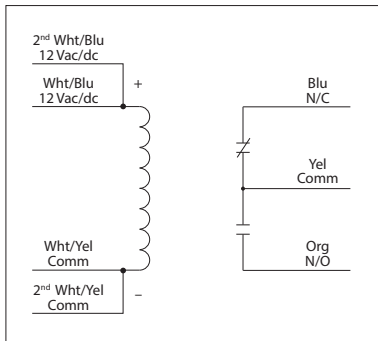 2nd Wht/Blu
12 Vac/dc
Wht/Blu
12 Vac/dc
+
Blu
N/C
Yel
Comm
Wht/Yel
Comm
Org
N/O
2nd Wht/Yel
Comm
–